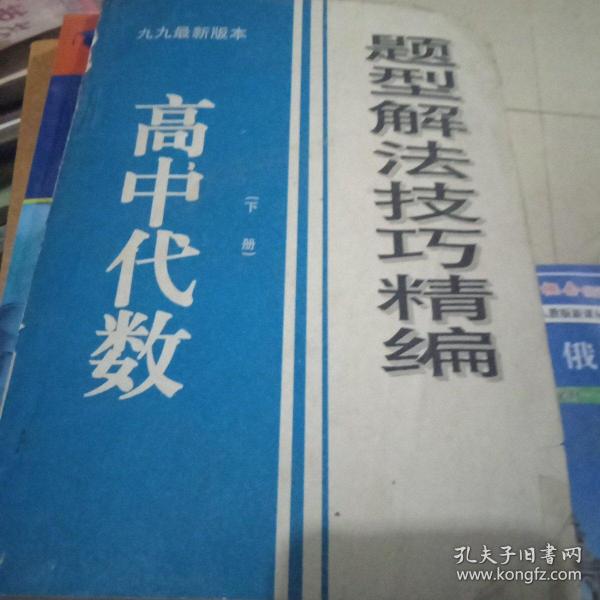 九九最新版本
高中代数
(下册)
题型解法技巧精编
俄
孔夫子旧书网
www.kongfz.com